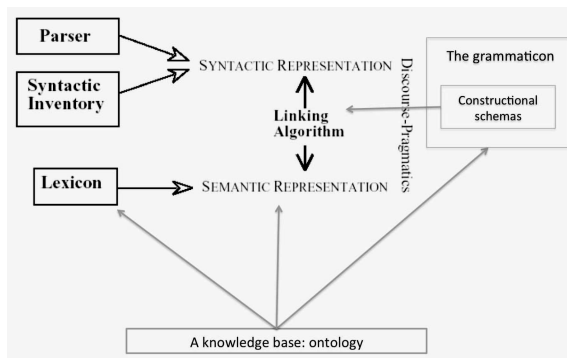 Parser
SYNTACTIC REPRESENTATION
Syntactic
Inventory
Linking
Algorithm
Discourse-Pragmatics
The grammaticon
Constructional
schemas
Lexicon
SEMANTIC REPRESENTATION
A knowledge base: ontology